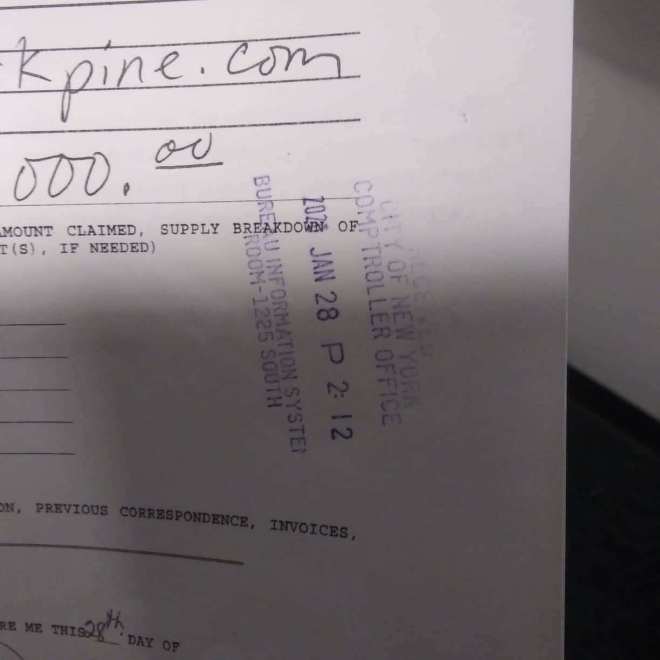 kpine.com
000.00
AMOUNT CLAIMED, SUPPLY BREAKDOWN OF
T(S), IF NEEDED)
CITY OF NEW YORK
COMPTROLLER OFFICE
JAN 28 P 2:12
BUREAU INFORMATION SYSTEM
ROOM-1225 SOUTH
ON, PREVIOUS CORRESPONDENCE, INVOICES,
RE ME THIS 28th DAY OF